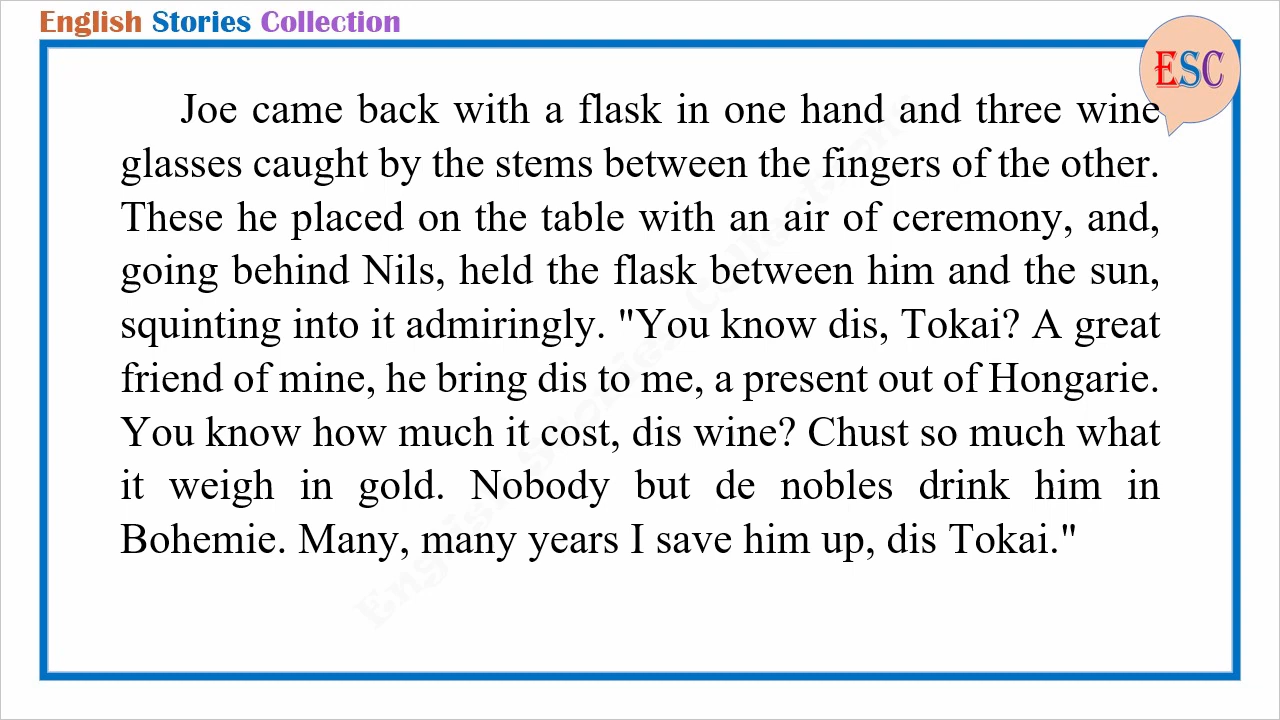 English Stories Collection
ESC
Joe came back with a flask in one hand and three wine
glasses caught by the stems between the fingers of the other.
These he placed on the table with an air of ceremony, and,
going behind Nils, held the flask between him and the sun,
squinting into it admiringly. "You know dis, Tokai? A great
friend of mine, he bring dis to me, a present out of Hongarie.
You know how much it cost, dis wine? Chust so much what
it weigh in gold. Nobody but de nobles drink him in
Bohemie. Many, many years I save him up, dis Tokai."
English Stories Collection